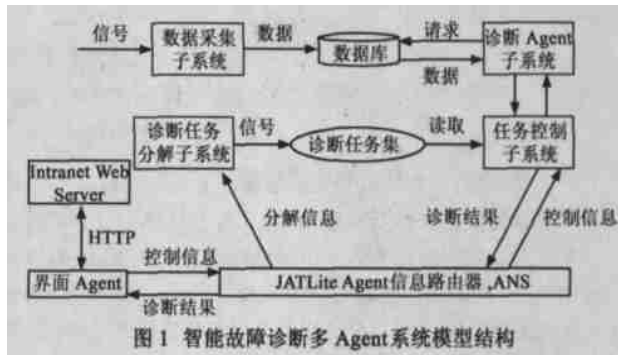 信号
数据采集
子系统
数据
数据库
请求
数据
诊断 Agent
子系统
诊断任务
分解子系统
信号
诊断任务集
读取
任务控制
子系统
Intranet Web
Server
HTTP
分解信息
诊断结果
控制信息
界面 Agent
控制信息
诊断结果
JATLite Agent信息路由器 ,ANS
图 1 智能故障诊断多 Agent系统模型结构